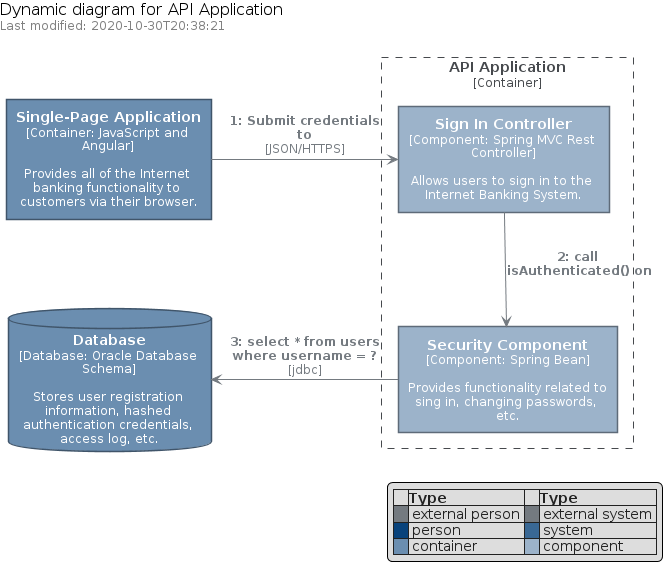 Dynamic diagram for API Application
Last modified: 2020-10-30T20:38:21
API Application
[Container]
Single-Page Application
[Container: JavaScript and
Angular]
Provides all of the Internet
banking functionality to
customers via their browser.
1: Submit credentials
to
[JSON/HTTPS]
Sign In Controller
[Component: Spring MVC Rest
Controller]
Allows users to sign in to the
Internet Banking System.
2: call
isAuthenticated() on
Database
[Database: Oracle Database
Schema]
Stores user registration
information, hashed
authentication credentials,
access log, etc.
3: select * from users
where username = ?
[jdbc]
Security Component
[Component: Spring Bean]
Provides functionality related to
sing in, changing passwords,
etc.
Type Type
external person external system
person system
container component